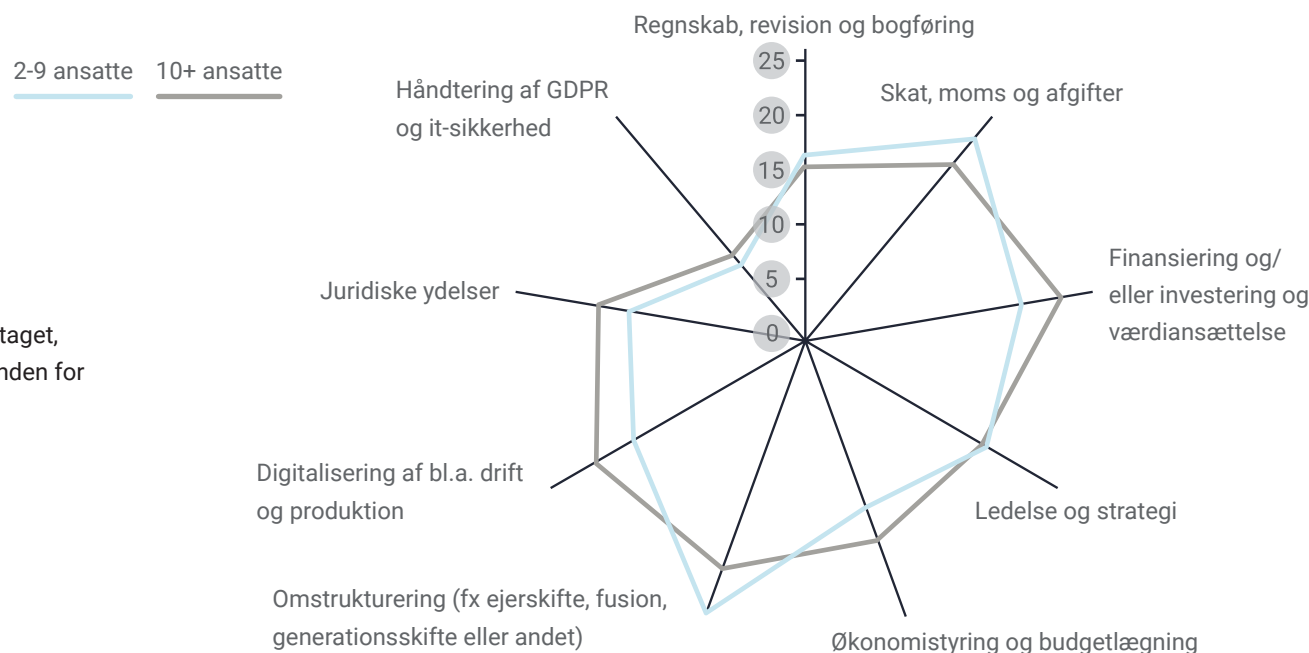 Regnskab, revision og bogføring
2-9 ansatte 10+ ansatte
25
Håndtering af GDPR
og it-sikkerhed
Skat, moms og afgifter
20
15
10
Finansiering og/
eller investering og
værdiansættelse
5
Juridiske ydelser
0
taget,
nden for
Digitalisering af bl.a. drift
og produktion
Ledelse og strategi
Omstrukturering (fx ejerskifte, fusion,
generationsskifte eller andet)
Økonomistyring og budgetlægning